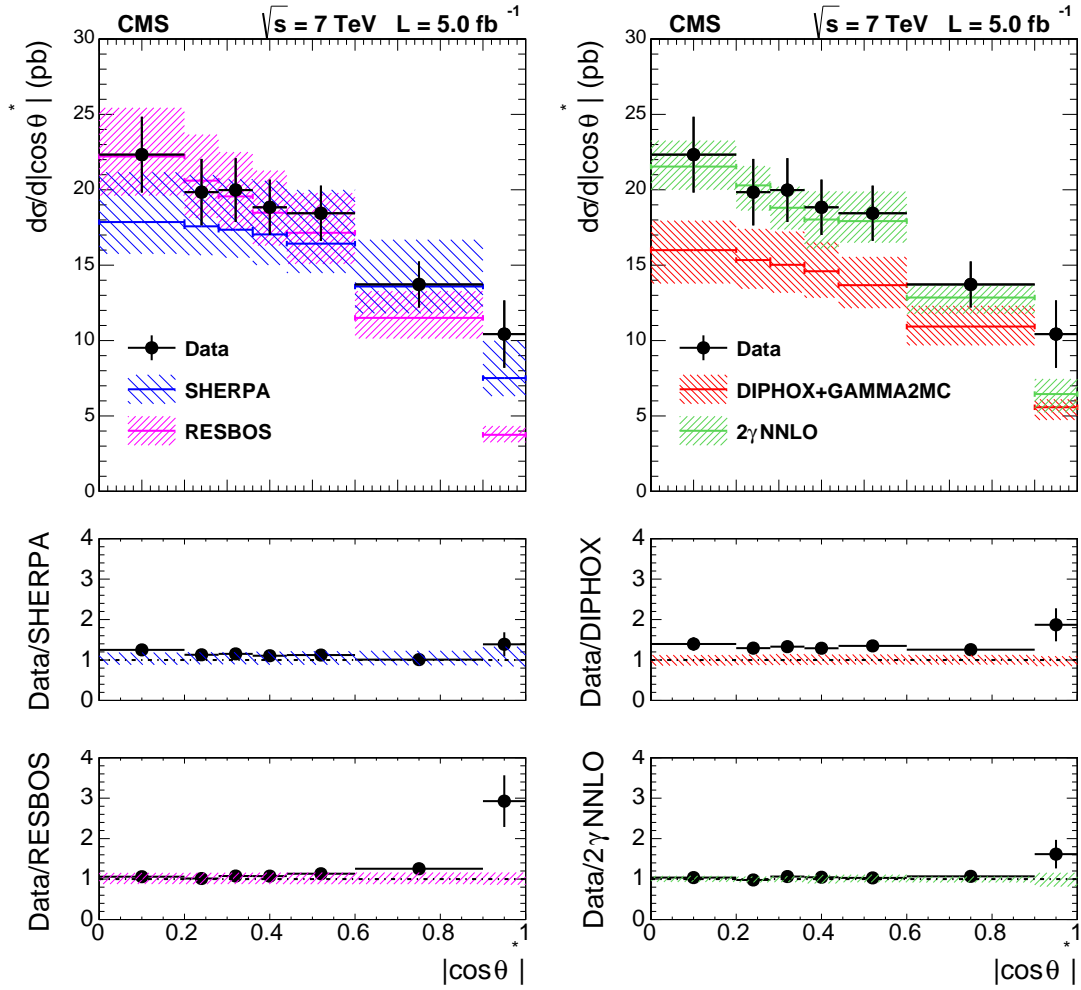 CMS √s = 7 TeV L = 5.0 fb⁻¹
dσ/d|cosθ*| (pb)
30
25
20
15
10
5
0
Data
SHERPA
RESBOS
CMS √s = 7 TeV L = 5.0 fb⁻¹
dσ/d|cosθ*| (pb)
30
25
20
15
10
5
0
Data
DIPHOX+GAMMA2MC
2γ NNLO
Data/SHERPA
4
3
2
1
0
Data/DIPHOX
4
3
2
1
0
Data/RESBOS
4
3
2
1
0
0 0.2 0.4 0.6 0.8 1
|cosθ*|
Data/2γ NNLO
4
3
2
1
0
0 0.2 0.4 0.6 0.8 1
|cosθ*|